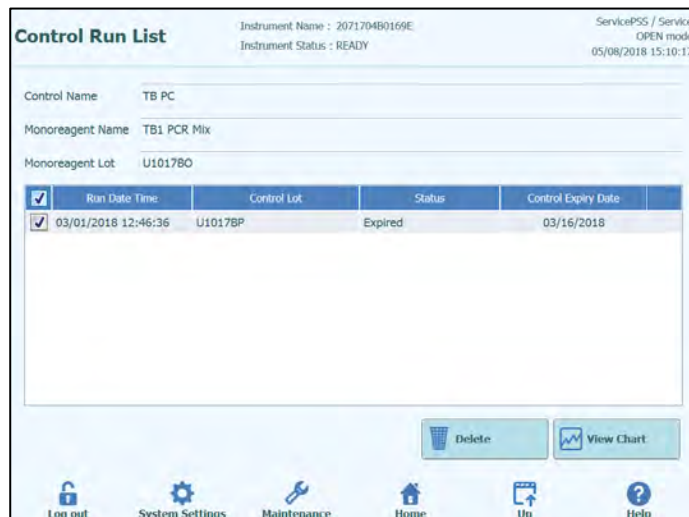 Control Run List
Instrument Name : 2071704B0169E
Instrument Status : READY
ServicePSS / Service
OPEN mode
05/08/2018 15:10:17
Control Name TB PC
Monoreagent Name TB1 PCR Mix
Monoreagent Lot U1017BO
Run Date Time Control Lot Status Control Expiry Date
03/01/2018 12:46:36 U1017BP Expired 03/16/2018
Delete View Chart
Log out System Settings Maintenance Home Up Help